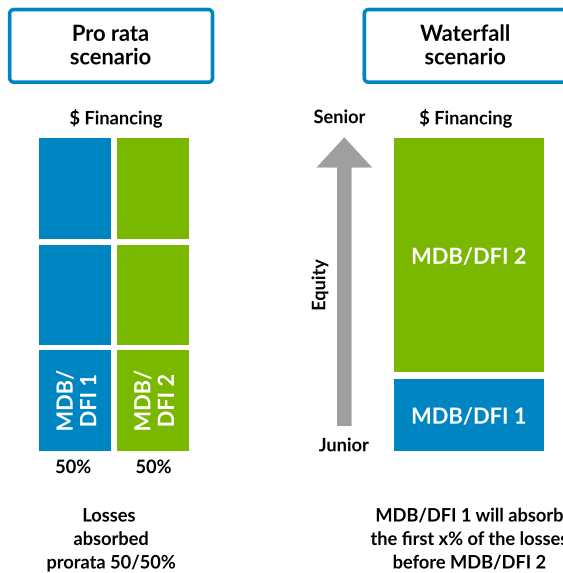 Pro rata
scenario
$ Financing
MDB/
DFI 1
MDB/
DFI 2
50%
50%
Losses
absorbed
prorata 50/50%
Waterfall
scenario
Senior
$ Financing
Equity
MDB/DFI 2
MDB/DFI 1
Junior
MDB/DFI 1 will absorb
the first x% of the losses
before MDB/DFI 2